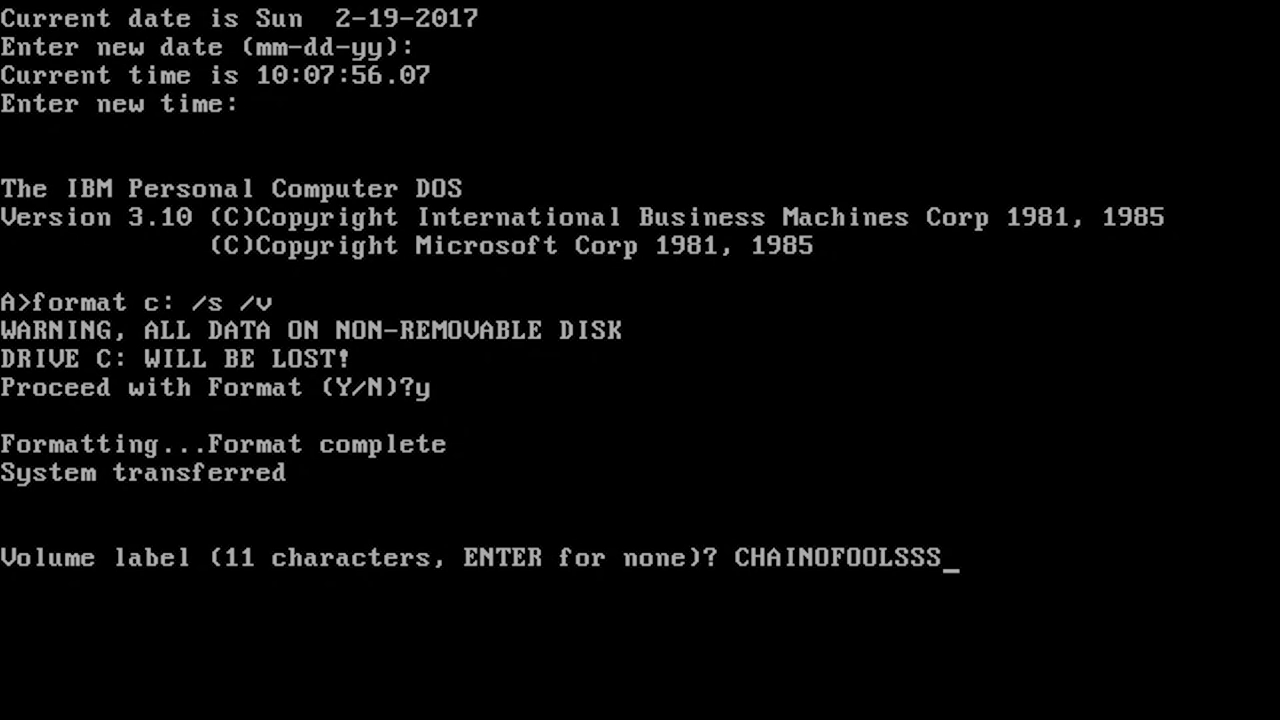 Current date is Sun  2-19-2017
Enter new date (mm-dd-yy):
Current time is 10:07:56.07
Enter new time:
The IBM Personal Computer DOS
Version 3.10 (C)Copyright International Business Machines Corp 1981, 1985
(C)Copyright Microsoft Corp 1981, 1985
A>format c: /s /v
WARNING, ALL DATA ON NON-REMOVABLE DISK
DRIVE C: WILL BE LOST!
Proceed with Format (Y/N)?y
Formatting...Format complete
System transferred
Volume label (11 characters, ENTER for none)? CHAINOFOOLSSS_